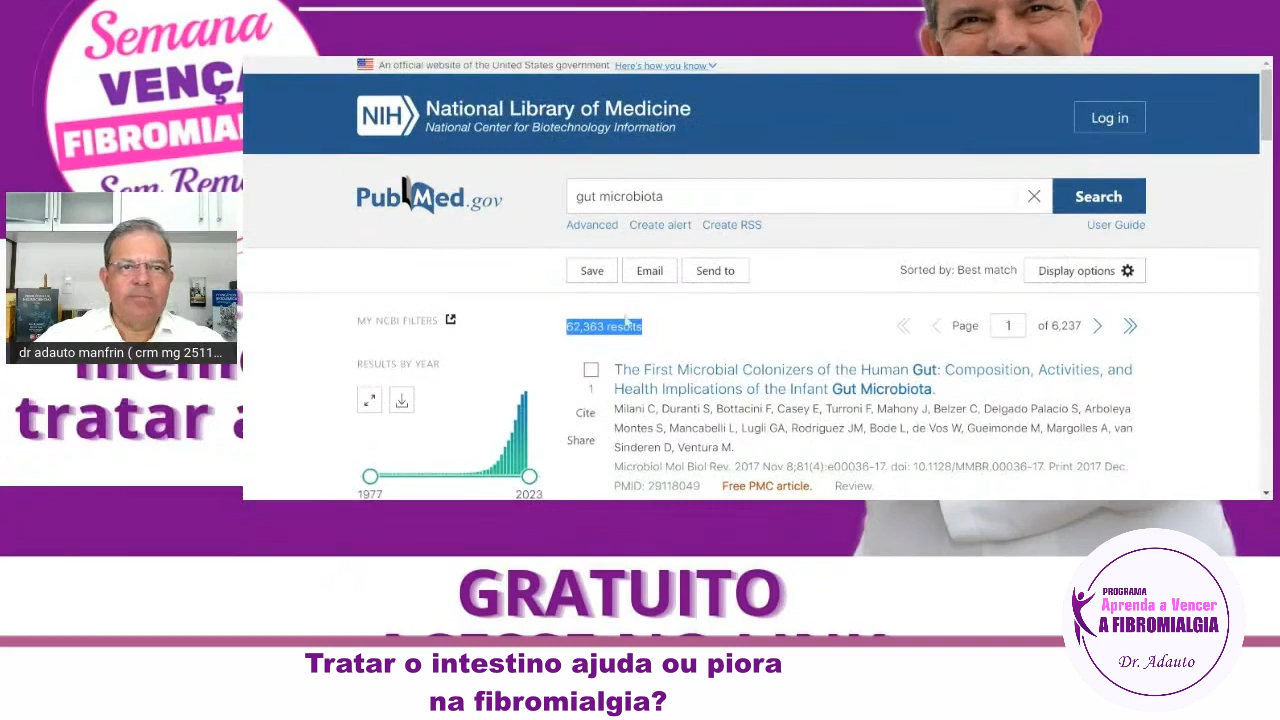 Semana
VENÇA
FIBROMIAL
Sem Reme
tratar a
dr adauto manfrin ( crm mg 2511...
An official website of the United States government Here's how you know
NIH National Library of Medicine
National Center for Biotechnology Information
Log in
PubMed.gov
gut microbiota
Search
Advanced Create alert Create RSS
User Guide
Save Email Send to
Sorted by: Best match Display options
MY NCBI FILTERS
62,363 results
Page 1 of 6,237
RESULTS BY YEAR
1977 2023
1
Cite
Share
The First Microbial Colonizers of the Human Gut: Composition, Activities, and
Health Implications of the Infant Gut Microbiota.
Milani C, Duranti S, Bottacini F, Casey E, Turroni F, Mahony J, Belzer C, Delgado Palacio S, Arboleya
Montes S, Mancabelli L, Lugli GA, Rodriguez JM, Bode L, de Vos W, Gueimonde M, Margolles A, van
Sinderen D, Ventura M.
Microbiol Mol Biol Rev. 2017 Nov 8;81(4):e00036-17. doi: 10.1128/MMBR.00036-17. Print 2017 Dec.
PMID: 29118049 Free PMC article. Review.
GRATUITO
Tratar o intestino ajuda ou piora
na fibromialgia?
PROGRAMA
Aprenda a Vencer
A FIBROMIALGIA
Dr. Adauto